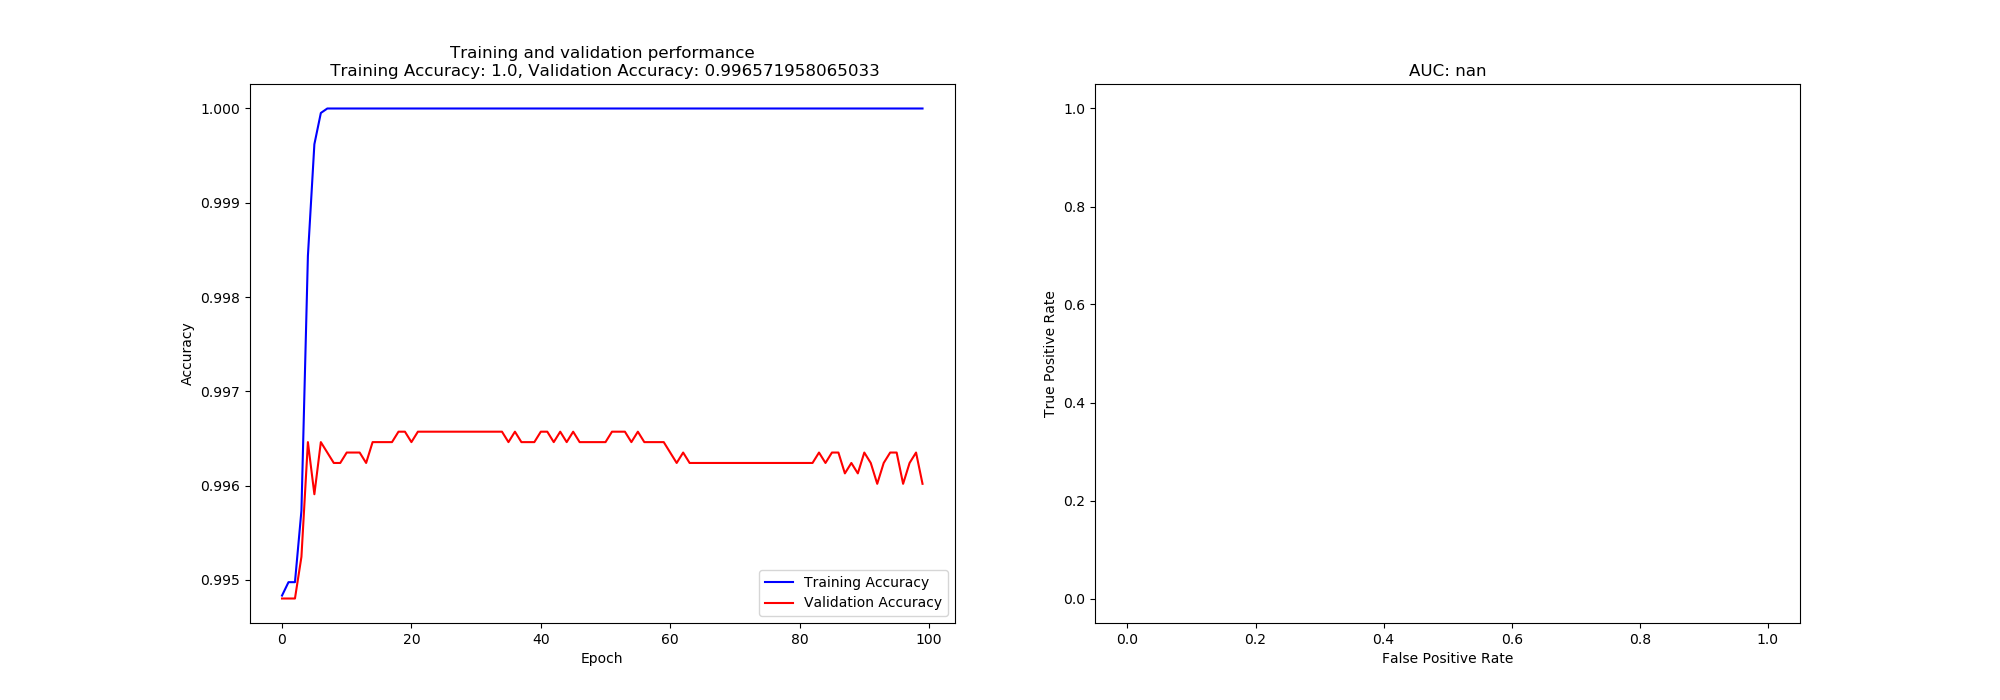 Training and validation performance
Training Accuracy: 1.0, Validation Accuracy: 0.996571958065033
1.000
0.999
0.998
0.997
0.996
0.995
Accuracy
0
20
40
60
80
100
Epoch
Training Accuracy
Validation Accuracy
AUC: nan
1.0
0.8
0.6
0.4
0.2
0.0
True Positive Rate
0.0
0.2
0.4
0.6
0.8
1.0
False Positive Rate